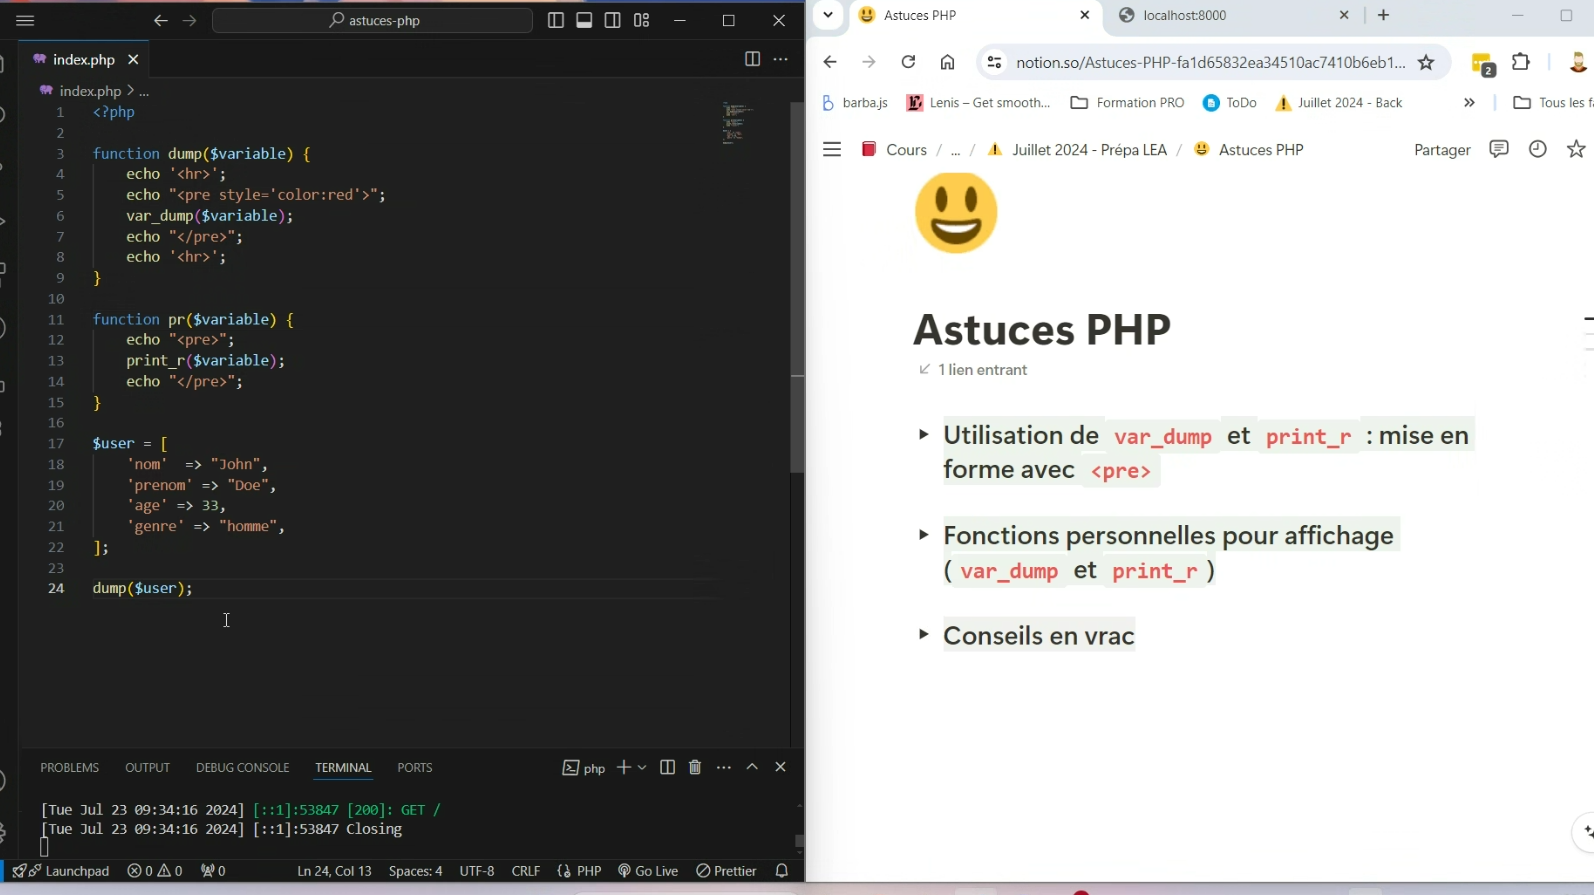 astuces-php
index.php
index.php > ...
1 <?php
2
3 function dump($variable) {
4 echo '<hr>';
5 echo "<pre style='color:red'>";
6 var_dump($variable);
7 echo "</pre>";
8 echo '<hr>';
9 }
10
11 function pr($variable) {
12 echo "<pre>";
13 print_r($variable);
14 echo "</pre>";
15 }
16
17 $user = [
18 'nom' => "John",
19 'prenom' => "Doe",
20 'age' => 33,
21 'genre' => "homme",
22 ];
23
24 dump($user);
PROBLEMS OUTPUT DEBUG CONSOLE TERMINAL PORTS php
[Tue Jul 23 09:34:16 2024] [::1]:53847 [200]: GET /
[Tue Jul 23 09:34:16 2024] [::1]:53847 Closing
Launchpad 0 0 0 Ln 24, Col 13 Spaces: 4 UTF-8 CRLF PHP Go Live Prettier
Astuces PHP localhost:8000
notion.so/Astuces-PHP-fa1d65832ea34510ac7410b6eb1... 2
barba.js Lenis – Get smooth... Formation PRO ToDo Juillet 2024 - Back » Tous les fa
Cours / ... / Juillet 2024 - Prépa LEA / Astuces PHP Partager
Astuces PHP
1 lien entrant
Utilisation de var_dump et print_r : mise en
forme avec <pre>
Fonctions personnelles pour affichage
( var_dump et print_r )
Conseils en vrac